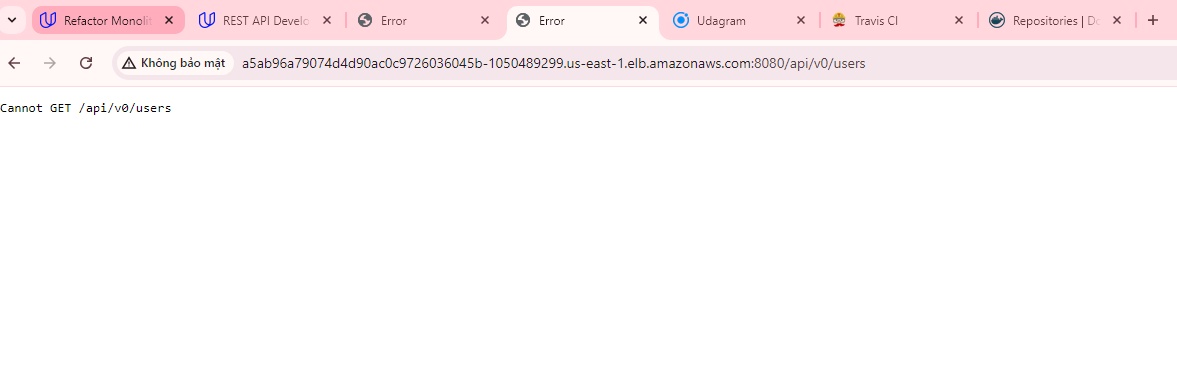 Refactor Monolit
REST API Develo
Error
Error
Udagram
Travis CI
Repositories | Do
Không bảo mật
a5ab96a79074d4d90ac0c9726036045b-1050489299.us-east-1.elb.amazonaws.com:8080/api/v0/users
Cannot GET /api/v0/users